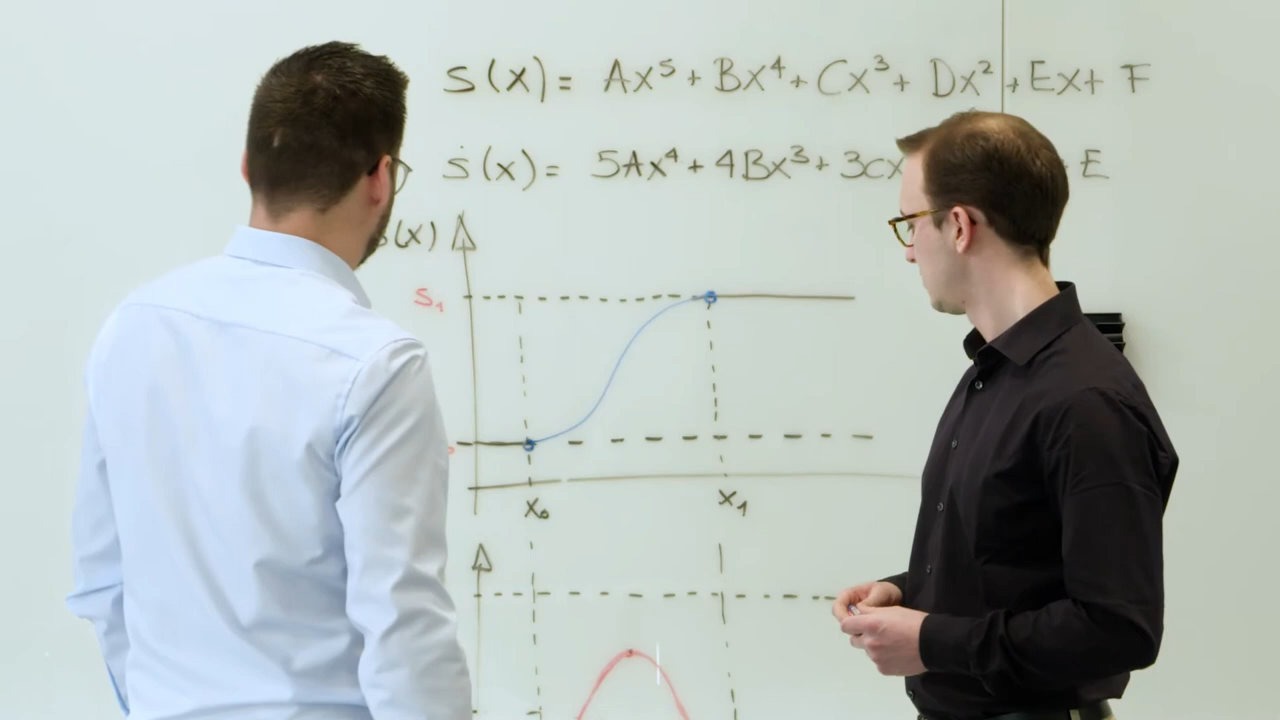 S(x) = Ax⁵ + Bx⁴ + Cx³ + Dx² + Ex + F
Ṡ(x) = 5Ax⁴ + 4Bx³ + 3cx + E
S(x)
S₁
x₀ x₁